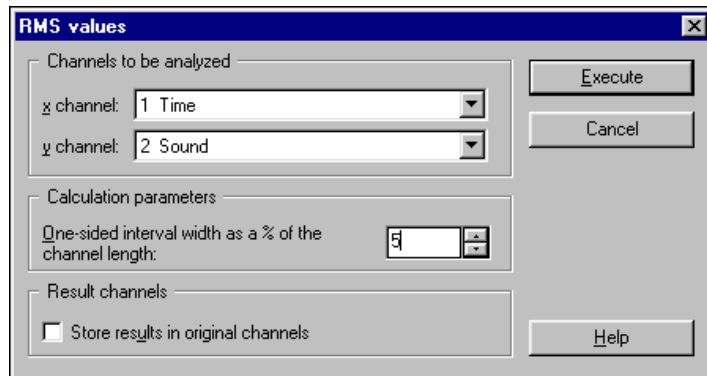 RMS values
Channels to be analyzed
x channel: 1 Time
y channel: 2 Sound
Execute
Cancel
Calculation parameters
One-sided interval width as a % of the
channel length:
5
Result channels
Store results in original channels
Help